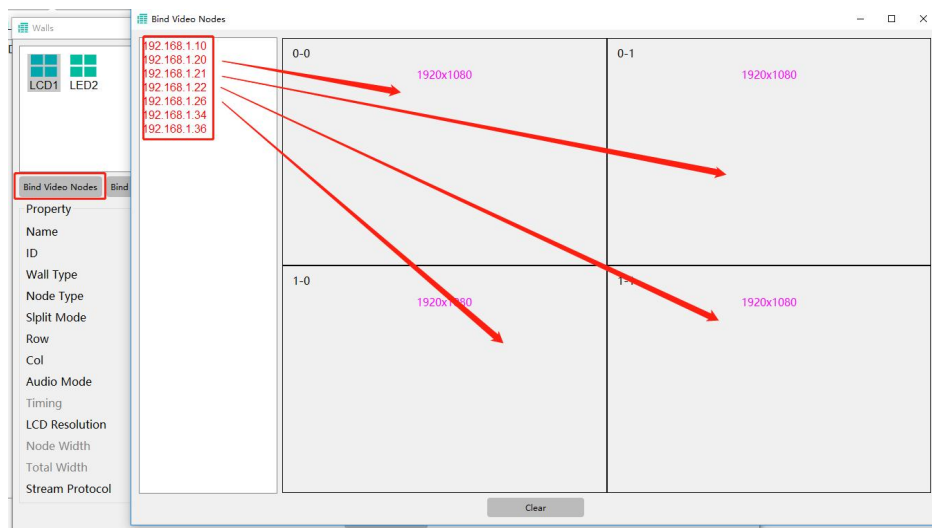 Walls
LCD1 LED2
Bind Video Nodes Bind
Property
Name
ID
Wall Type
Node Type
Slplit Mode
Row
Col
Audio Mode
Timing
LCD Resolution
Node Width
Total Width
Stream Protocol
Bind Video Nodes
192.168.1.10
192.168.1.20
192.168.1.21
192.168.1.22
192.168.1.26
192.168.1.34
192.168.1.36
0-0
1920x1080
0-1
1920x1080
1-0
1920x1080
1-1
1920x1080
Clear